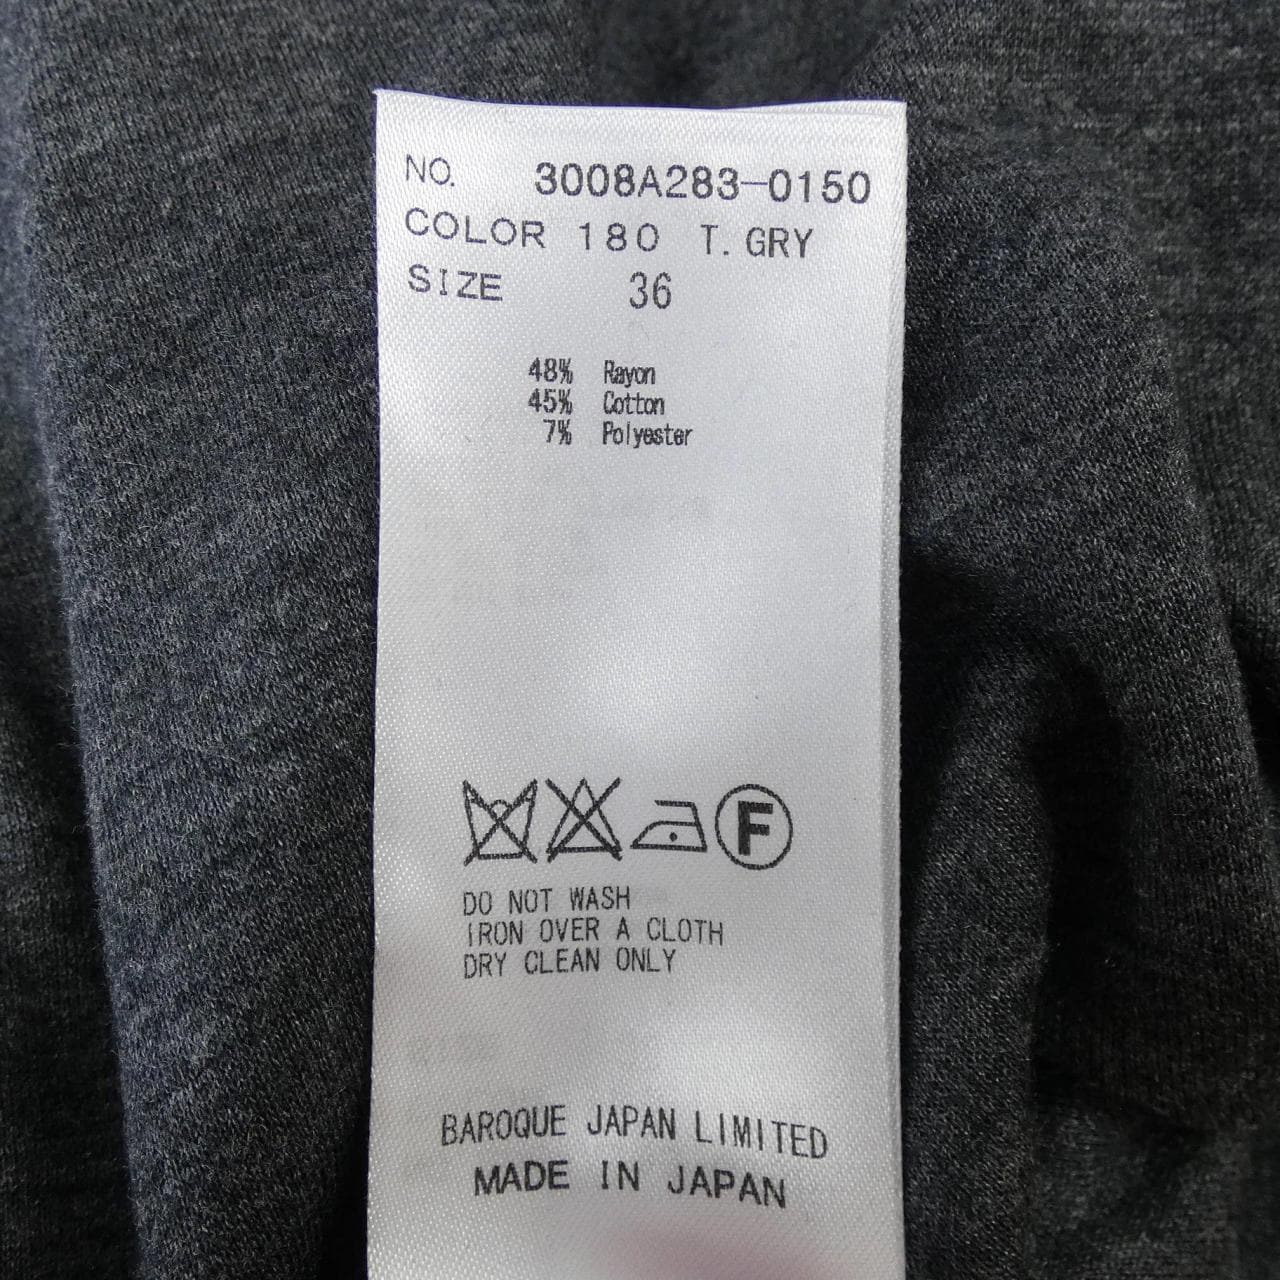 NO. 3008A283-0150
COLOR 180 T.GRY
SIZE 36
48% Rayon
45% Cotton
7% Polyester
F
DO NOT WASH
IRON OVER A CLOTH
DRY CLEAN ONLY
BAROQUE JAPAN LIMITED
MADE IN JAPAN